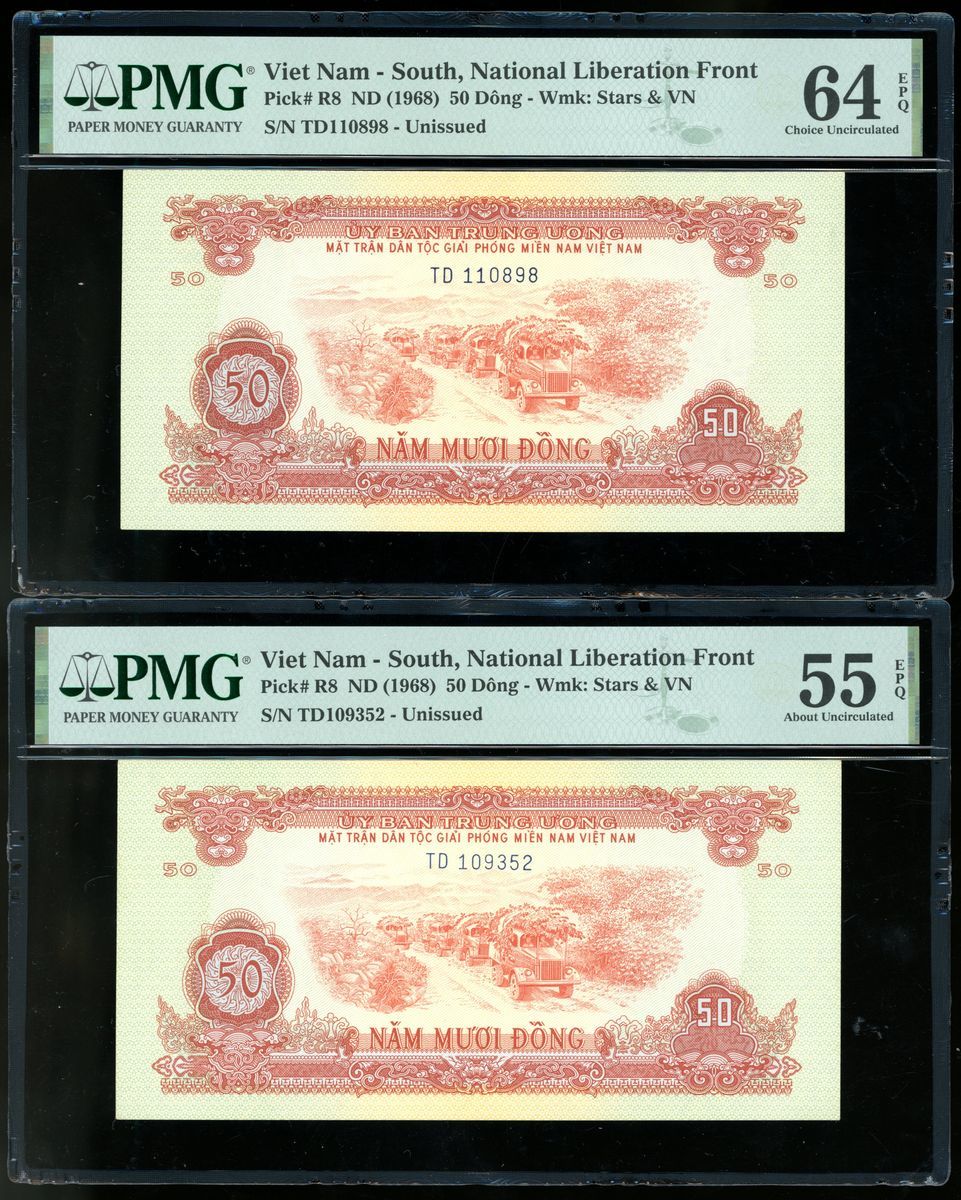 PMG®
PAPER MONEY GUARANTY
Viet Nam - South, National Liberation Front
Pick# R8 ND (1968) 50 Dông - Wmk: Stars & VN
S/N TD110898 - Unissued
64
EPQ
Choice Uncirculated
ỦY BAN TRUNG ƯƠNG
MẶT TRẬN DÂN TỘC GIẢI PHÓNG MIỀN NAM VIỆT NAM
TD 110898
50
50
50
50
NĂM MƯƠI ĐỒNG
PMG®
PAPER MONEY GUARANTY
Viet Nam - South, National Liberation Front
Pick# R8 ND (1968) 50 Dông - Wmk: Stars & VN
S/N TD109352 - Unissued
55
EPQ
About Uncirculated
ỦY BAN TRUNG ƯƠNG
MẶT TRẬN DÂN TỘC GIẢI PHÓNG MIỀN NAM VIỆT NAM
TD 109352
50
50
50
50
NĂM MƯƠI ĐỒNG